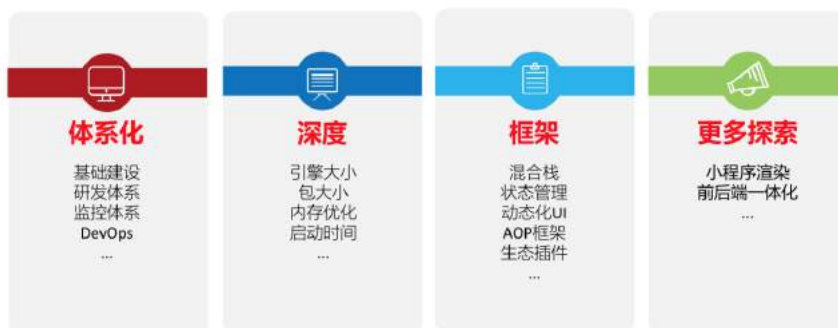 体系化
基础建设
研发体系
监控体系
DevOps
...
深度
引擎大小
包大小
内存优化
启动时间
...
框架
混合栈
状态管理
动态化UI
AOP框架
生态插件
...
更多探索
小程序渲染
前后端一体化
...